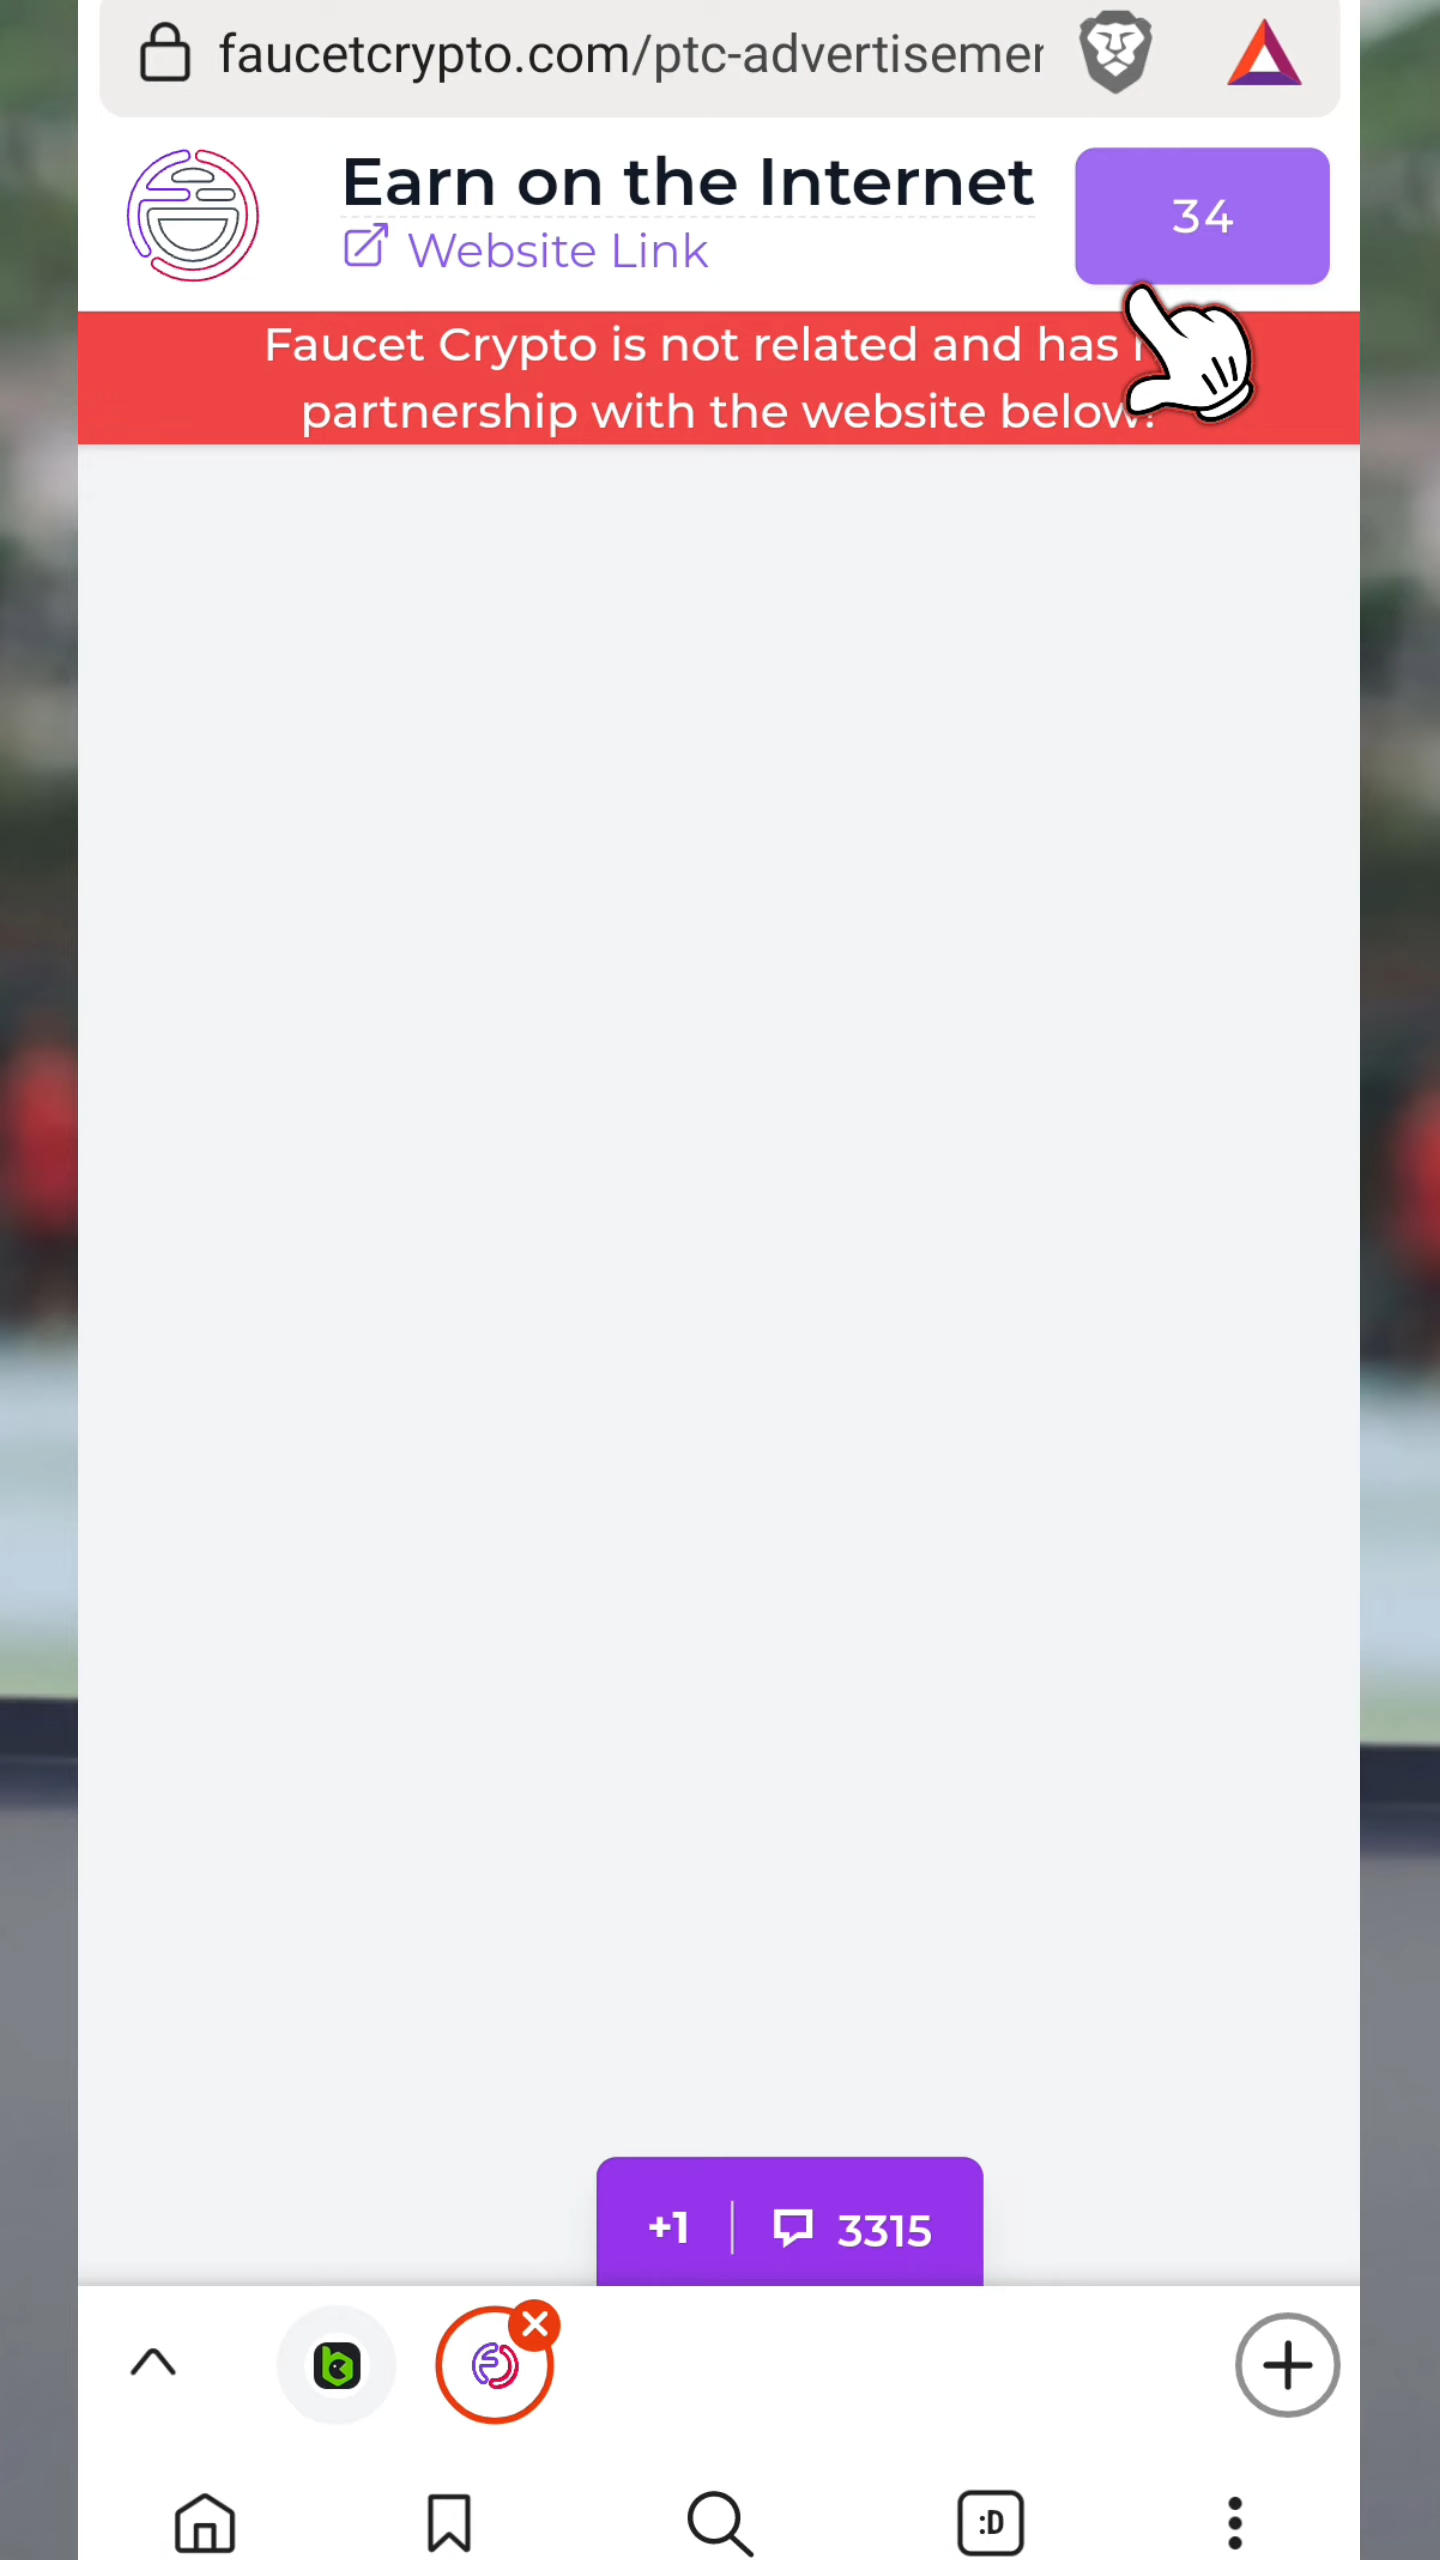 faucetcrypto.com/ptc-advertisemer
Earn on the Internet
Website Link
34
Faucet Crypto is not related and has
partnership with the website below!
+1 3315
:D